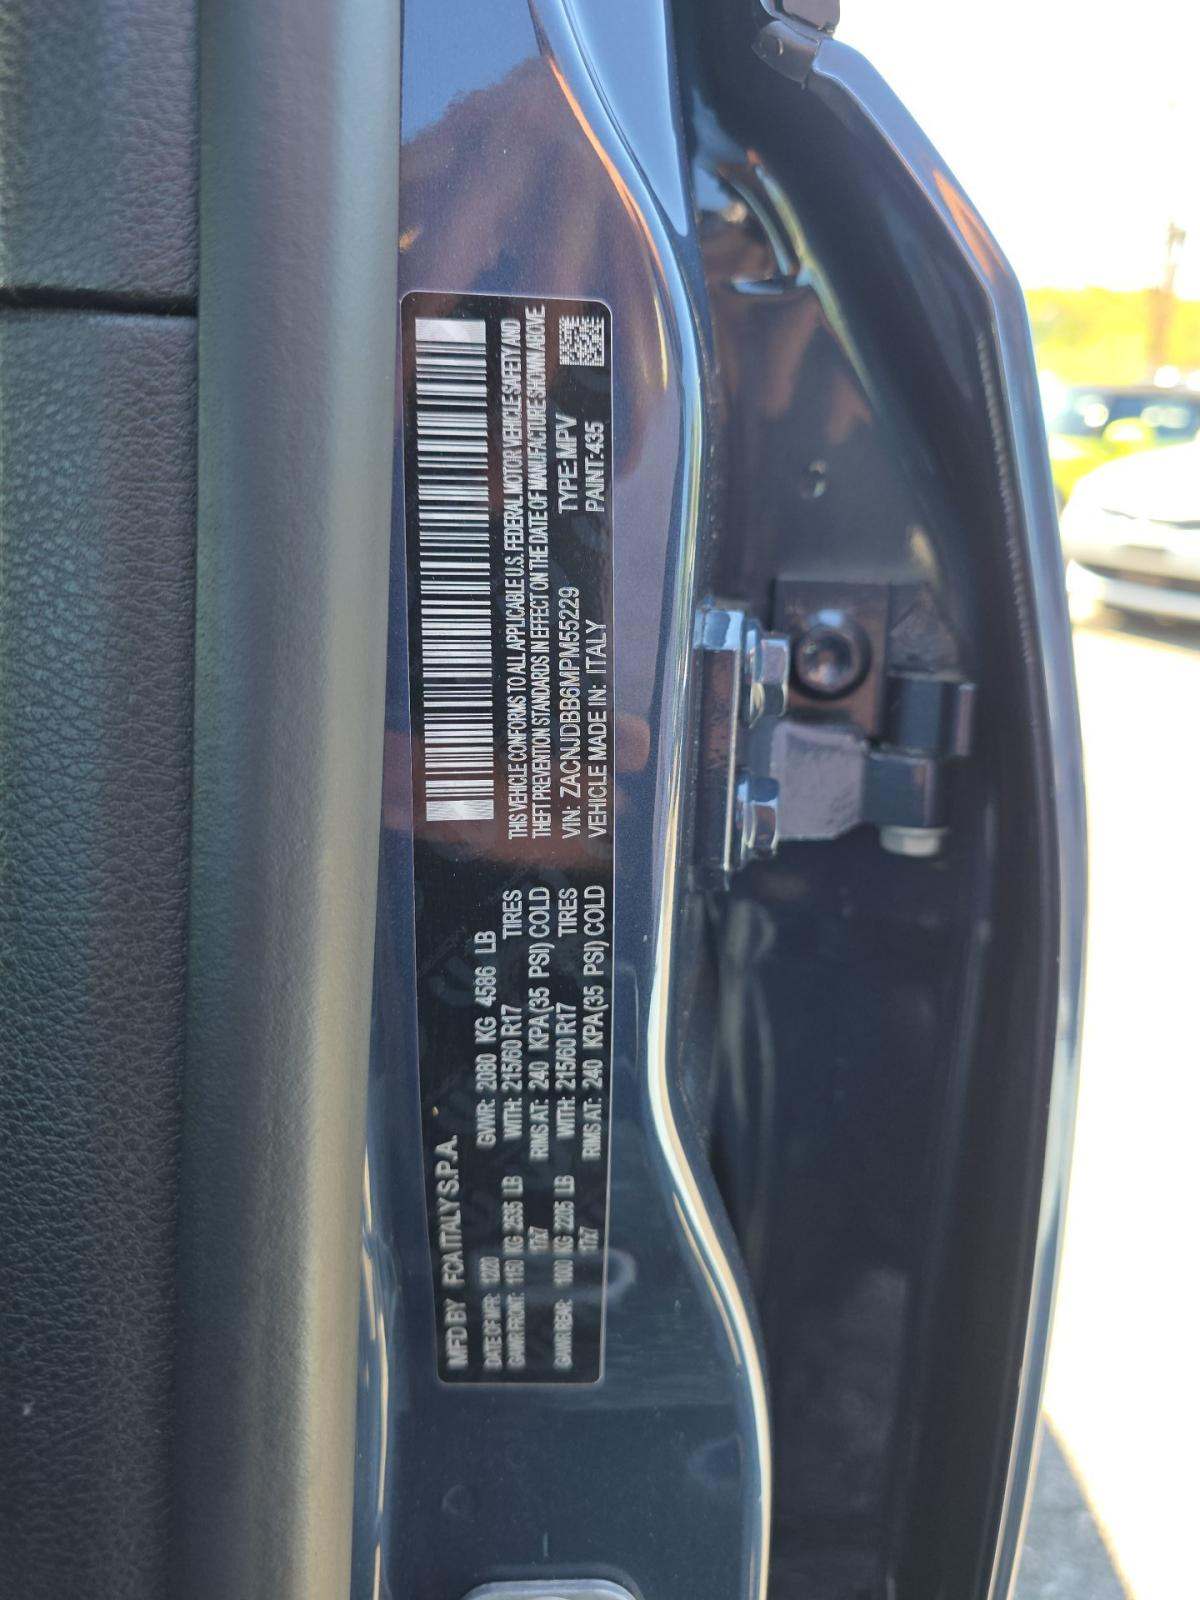 MFD BY FCA ITALY S.P.A.
DATE OF MFR: 1220 GVWR: 2080 KG 4586 LB
GAWR FRONT: 1150 KG 2535 LB WITH: 215/60 R17 TIRES
17x7 RIMS AT: 240 KPA(35 PSI) COLD
GAWR REAR: 1000 KG 2205 LB WITH: 215/60 R17 TIRES
17x7 RIMS AT: 240 KPA(35 PSI) COLD
THIS VEHICLE CONFORMS TO ALL APPLICABLE U.S. FEDERAL MOTOR VEHICLE SAFETY AND
THEFT PREVENTION STANDARDS IN EFFECT ON THE DATE OF MANUFACTURE SHOWN ABOVE
VIN: ZACNJDBB6MPM55229 TYPE: MPV
VEHICLE MADE IN: ITALY PAINT: 435